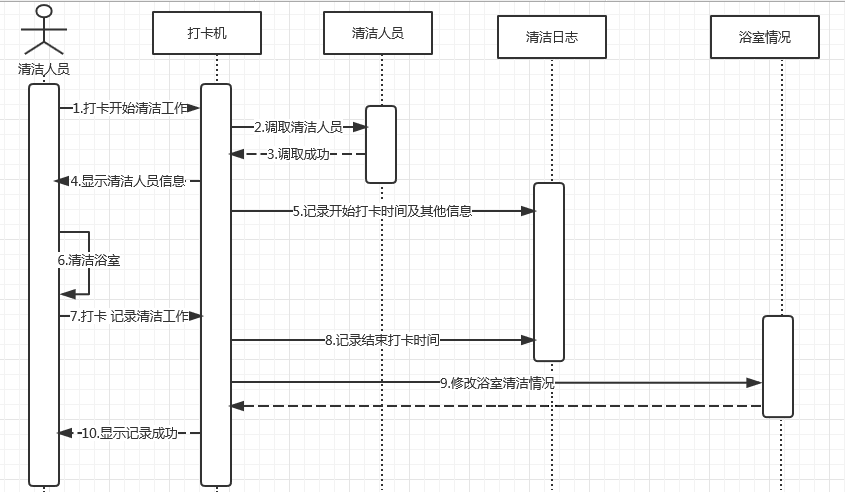 清洁人员
打卡机
清洁人员
清洁日志
浴室情况
1.打卡开始清洁工作
2.调取清洁人员
3.调取成功
4.显示清洁人员信息
5.记录开始打卡时间及其他信息
6.清洁浴室
7.打卡 记录清洁工作
8.记录结束打卡时间
9.修改浴室清洁情况
10.显示记录成功